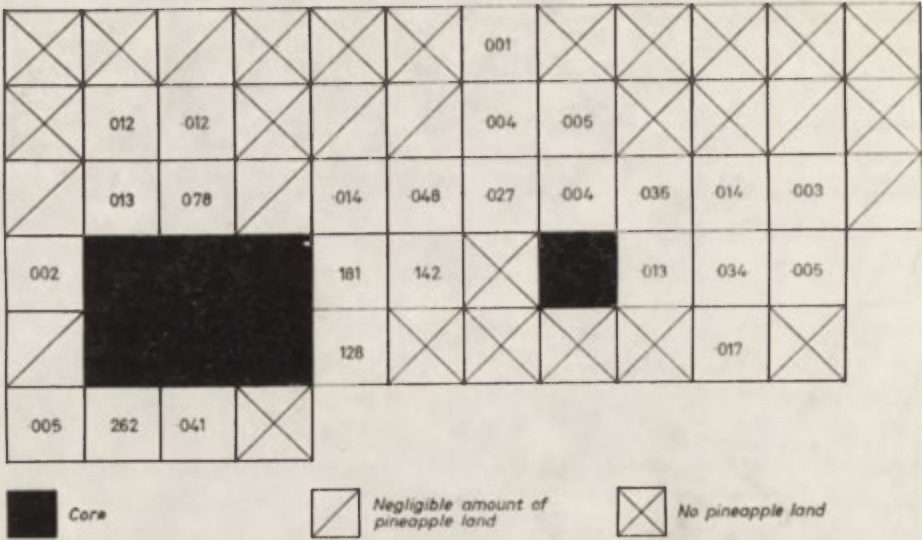 001
012 ·012 004 ·005
013 ·078 ·014 ·048 ·027 ·004 ·036 ·014 ·003
002 181 142 ·013 034 ·005
128 ·017
·005 262 ·041
Core
Negligible amount of
pineapple land
No pineapple land